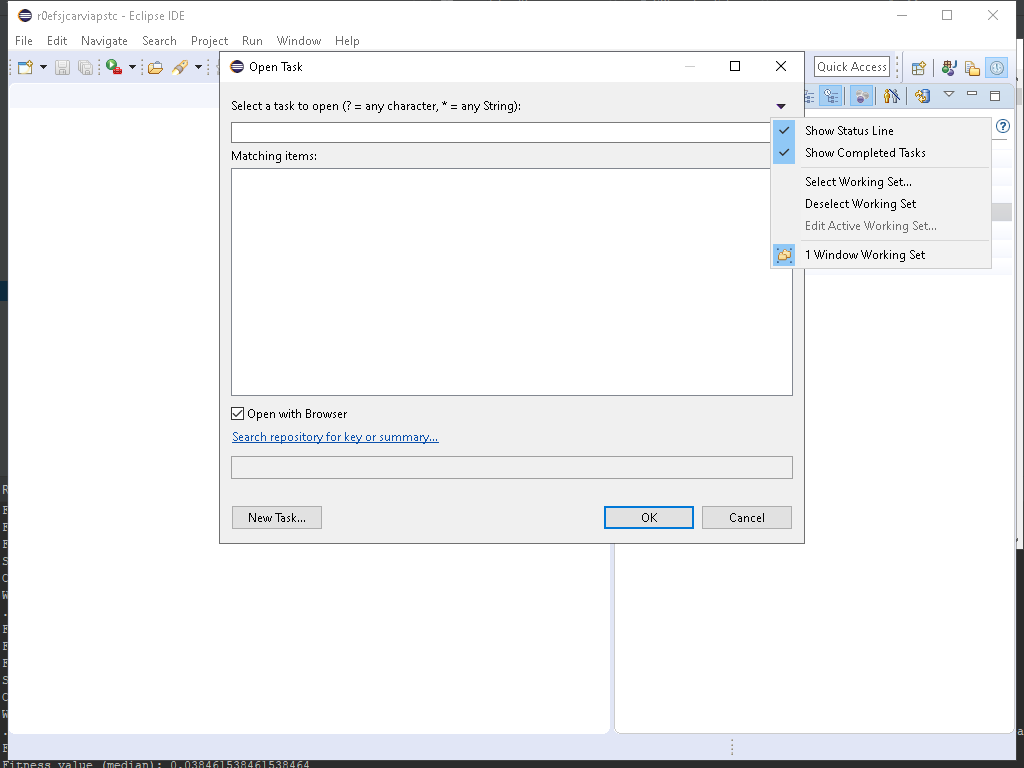 r0efsjcarviapstc - Eclipse IDE
File Edit Navigate Search Project Run Window Help
Quick Access
Open Task
Select a task to open (? = any character, * = any String):
Matching items:
Show Status Line
Show Completed Tasks
Select Working Set...
Deselect Working Set
Edit Active Working Set...
1 Window Working Set
Open with Browser
Search repository for key or summary...
New Task... OK Cancel
Fitness value (median): 0.038461538461538464